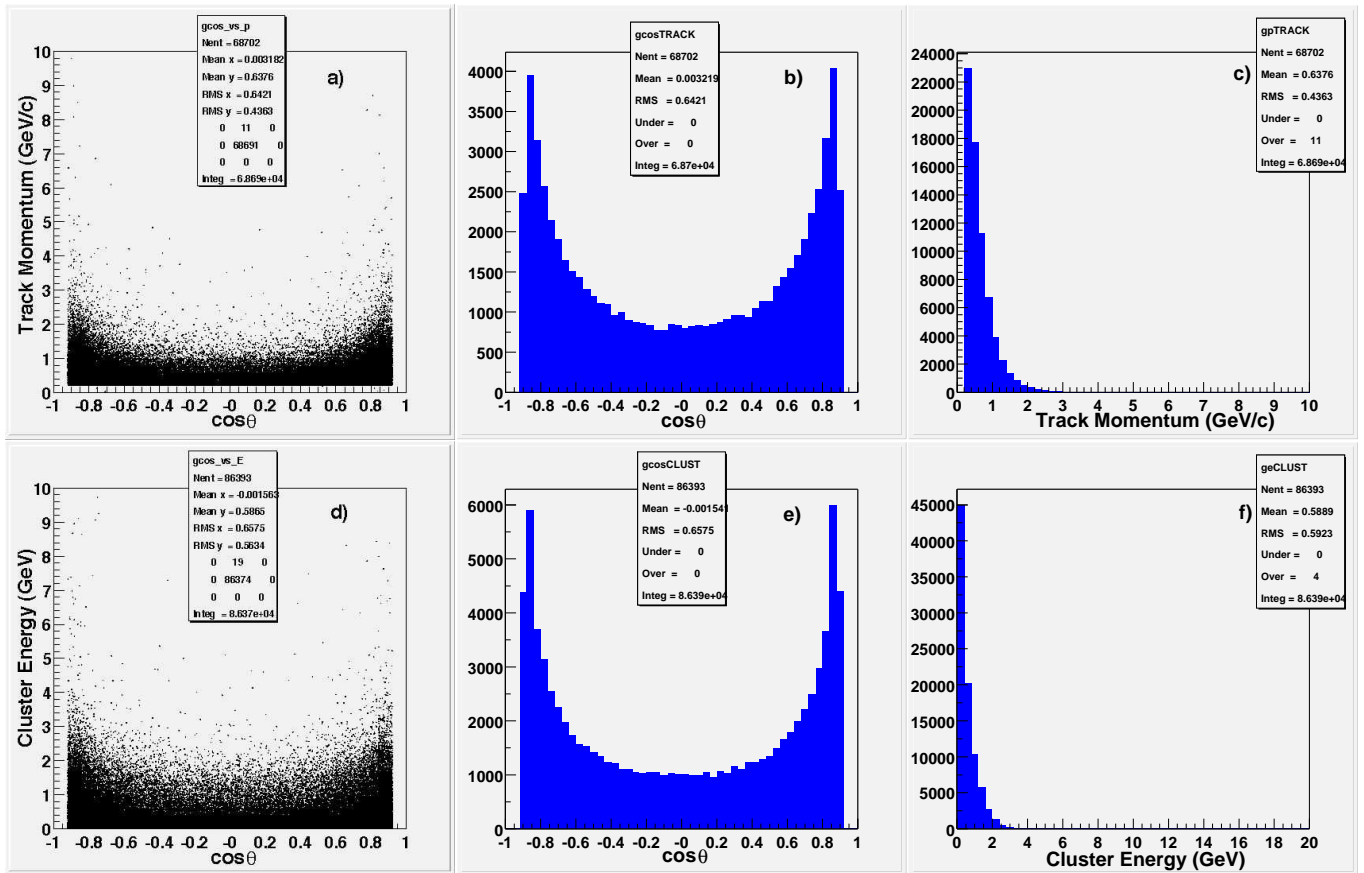 gcos_vs_p
Nent = 68702
Mean x = 0.003182
Mean y = 0.6376
RMS x = 0.6421
RMS y = 0.4363
0 11 0
0 68691 0
0 0 0
Integ = 6.869e+04
a)
10
9
8
7
6
5
4
3
2
1
0
Track Momentum (GeV/c)
-1 -0.8 -0.6 -0.4 -0.2 -0 0.2 0.4 0.6 0.8 1
COSθ
gcosTRACK
Nent = 68702
Mean = 0.003219
RMS = 0.6421
Under = 0
Over = 0
Integ = 6.87e+04
b)
4000
3500
3000
2500
2000
1500
1000
500
0
-1 -0.8 -0.6 -0.4 -0.2 -0 0.2 0.4 0.6 0.8 1
COSθ
gpTRACK
Nent = 68702
Mean = 0.6376
RMS = 0.4363
Under = 0
Over = 11
Integ = 6.869e+04
c)
24000
22000
20000
18000
16000
14000
12000
10000
8000
6000
4000
2000
0
0 1 2 3 4 5 6 7 8 9 10
Track Momentum (GeV/c)
gcos_vs_E
Nent = 86393
Mean x = -0.001563
Mean y = 0.5865
RMS x = 0.6575
RMS y = 0.5634
0 19 0
0 86374 0
0 0 0
Integ = 8.637e+04
d)
10
9
8
7
6
5
4
3
2
1
0
Cluster Energy (GeV)
-1 -0.8 -0.6 -0.4 -0.2 -0 0.2 0.4 0.6 0.8 1
COSθ
gcosCLUST
Nent = 86393
Mean = -0.001541
RMS = 0.6575
Under = 0
Over = 0
Integ = 8.639e+04
e)
6000
5000
4000
3000
2000
1000
0
-1 -0.8 -0.6 -0.4 -0.2 -0 0.2 0.4 0.6 0.8 1
COSθ
geCLUST
Nent = 86393
Mean = 0.5889
RMS = 0.5923
Under = 0
Over = 4
Integ = 8.639e+04
f)
45000
40000
35000
30000
25000
20000
15000
10000
5000
0
0 2 4 6 8 10 12 14 16 18 20
Cluster Energy (GeV)